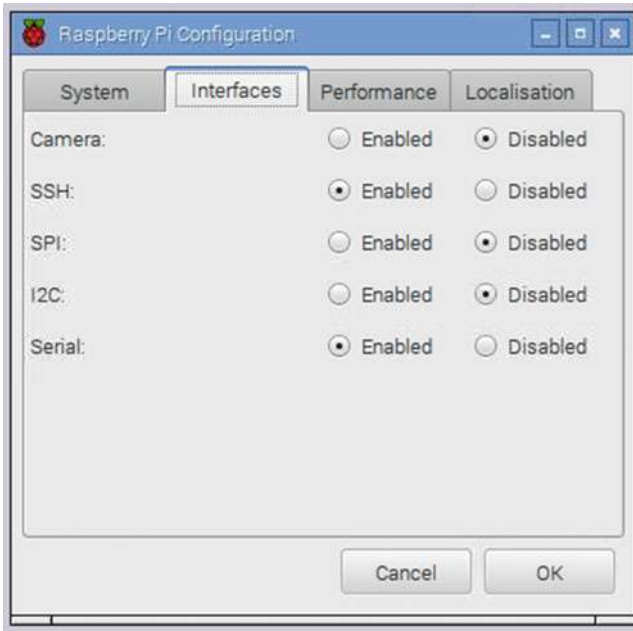 Raspberry Pi Configuration
System Interfaces Performance Localisation
Camera: Enabled Disabled
SSH: Enabled Disabled
SPI: Enabled Disabled
I2C: Enabled Disabled
Serial: Enabled Disabled
Cancel OK